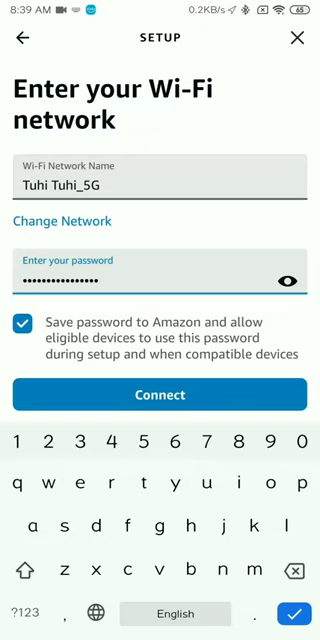 8:39 AM 0.2KB/s 65
SETUP
Enter your Wi-Fi
network
Wi-Fi Network Name
Tuhi Tuhi_5G
Change Network
Enter your password
••••••••••••••••
Save password to Amazon and allow
eligible devices to use this password
during setup and when compatible devices
Connect
1 2 3 4 5 6 7 8 9 0
q w e r t y u i o p
a s d f g h j k l
z x c v b n m
?123 , English .